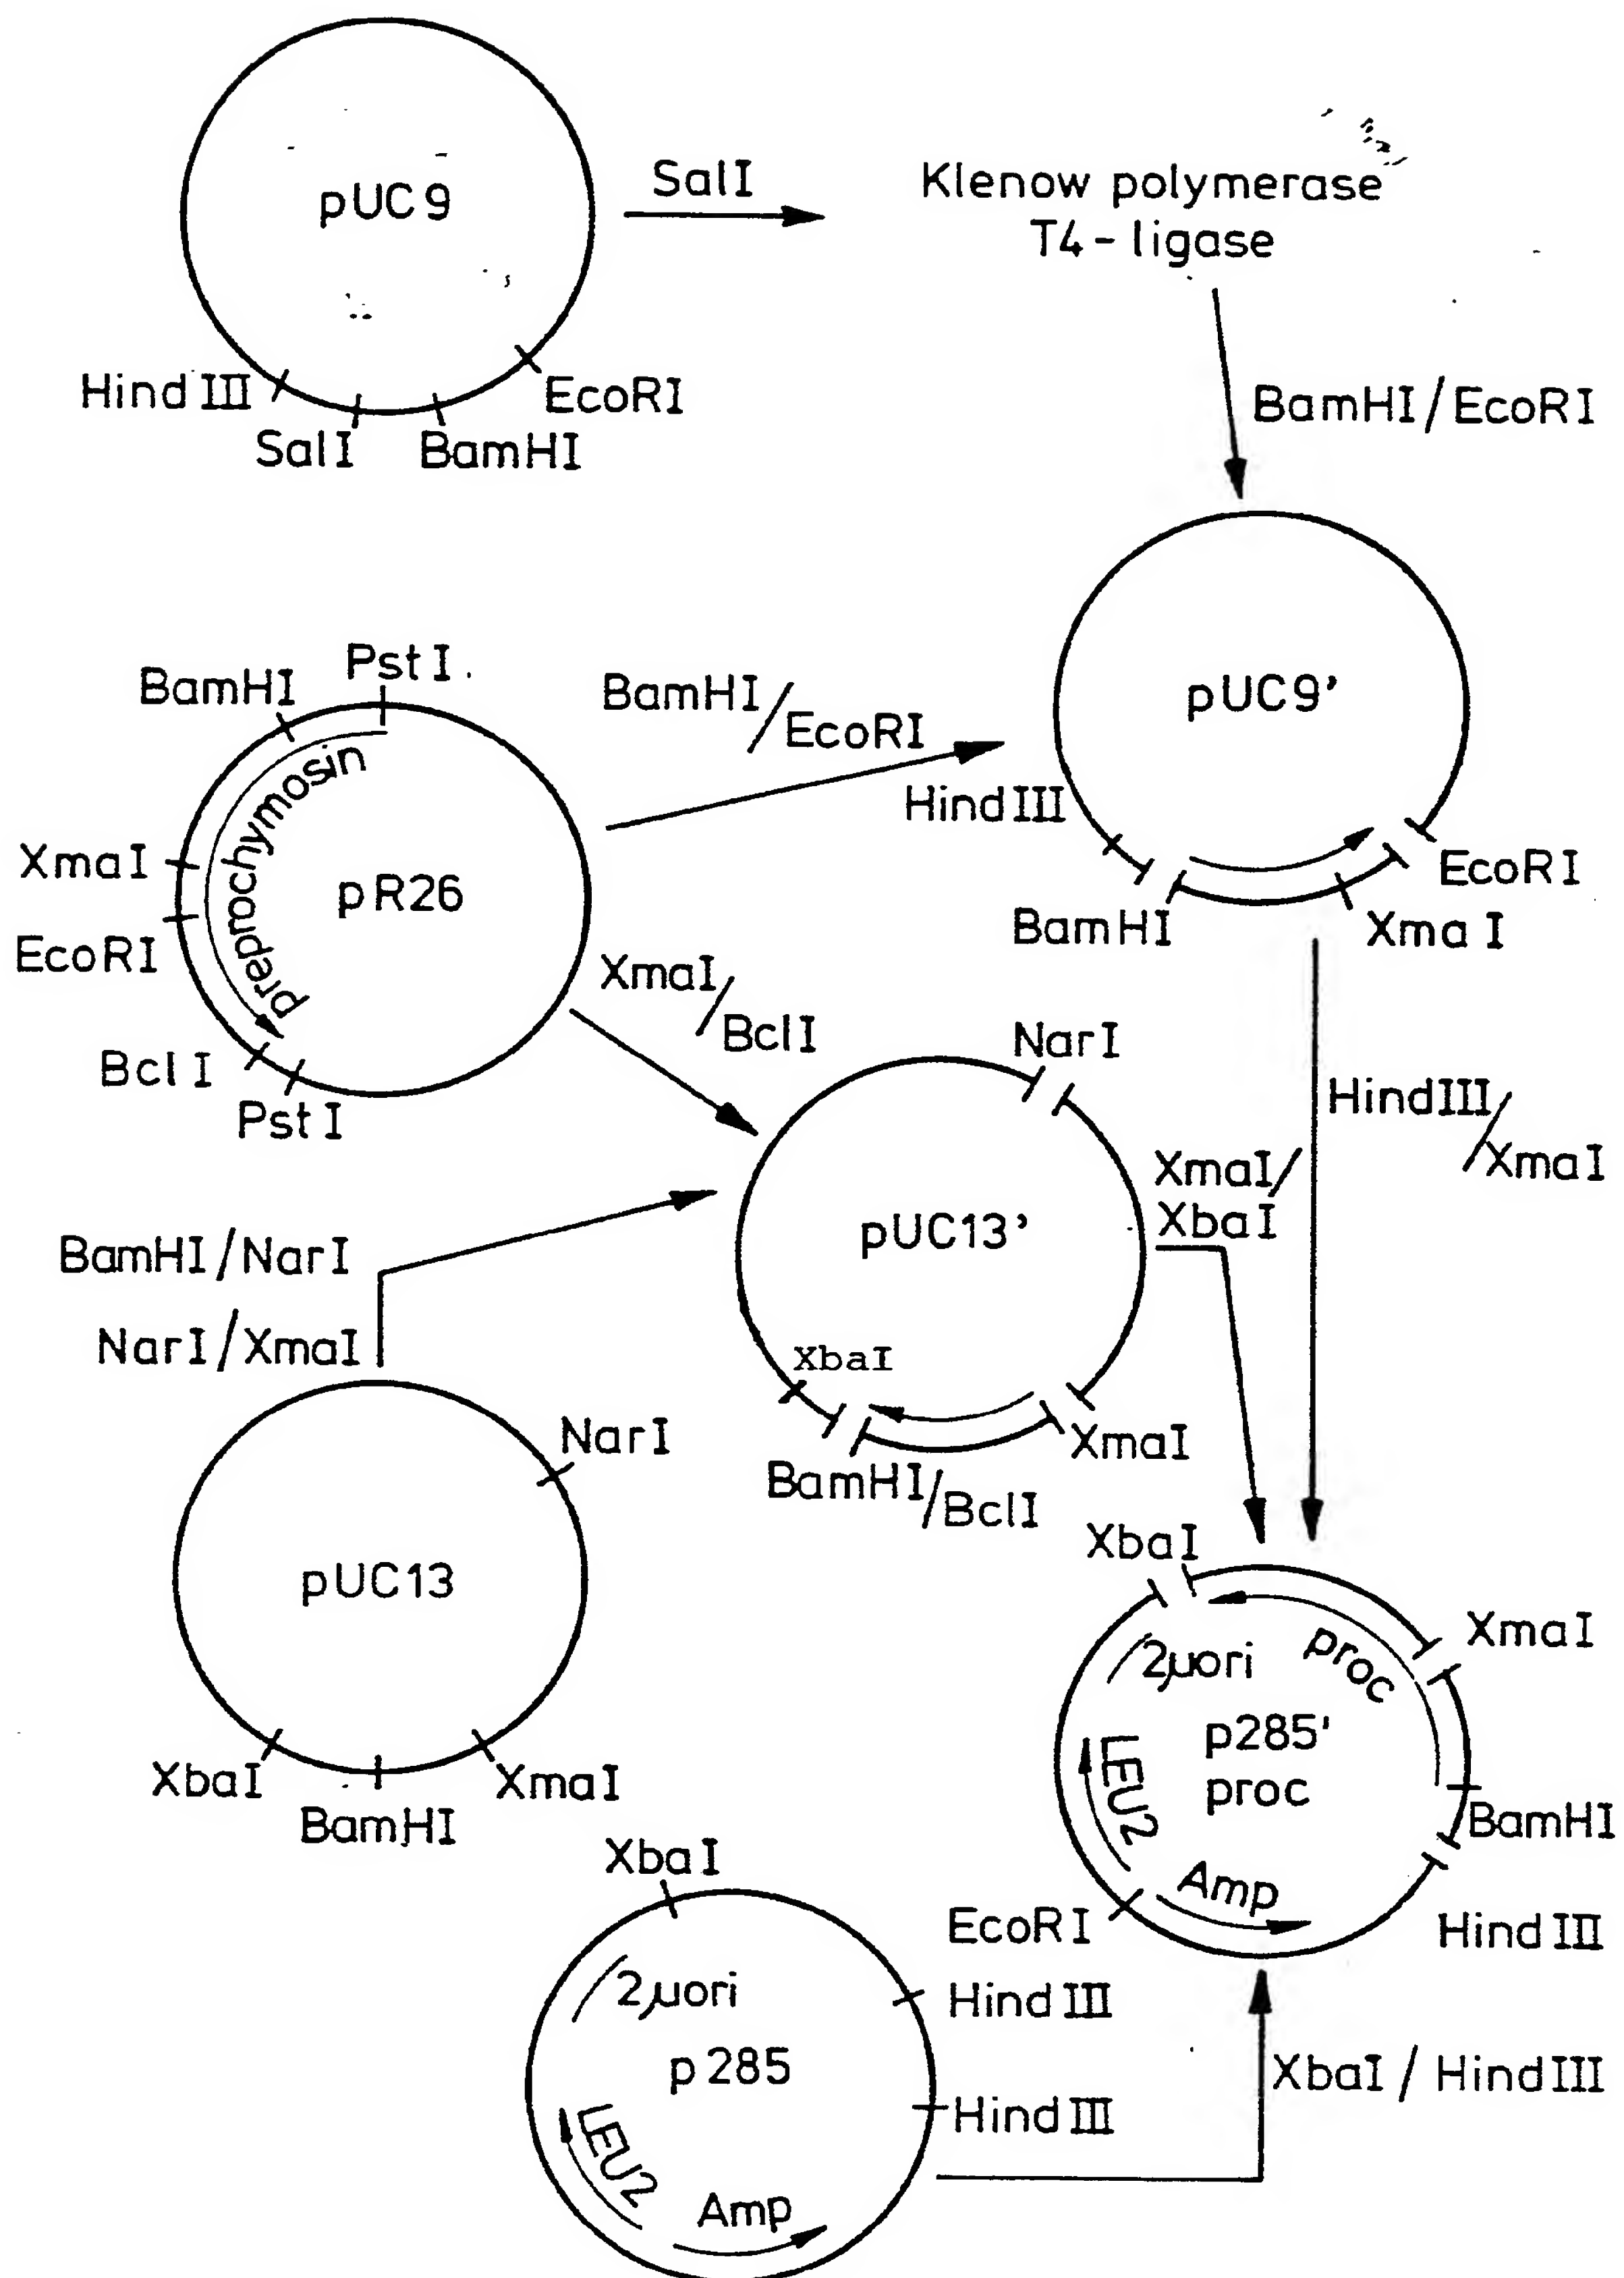 pUC9
SalI
Klenow polymerase
T4-ligase
Hind III
SalI
BamHI
EcoRI
BamHI/EcoRI
pUC9'
Hind III
BamHI
XmaI
EcoRI
BamHI
PstI
XmaI
EcoRI
BclI
PstI
preprochymosin
pR26
BamHI/EcoRI
XmaI/BclI
NarI
pUC13'
XbaI
BamHI/BclI
XmaI
XmaI/XbaI
HindIII/XmaI
BamHI/NarI
NarI/XmaI
NarI
pUC13
XbaI
BamHI
XmaI
XbaI
XmaI
proc
2µori
p285'
proc
LEU2
Amp
BamHI
EcoRI
Hind III
XbaI
2µori
p285
LEU2
Amp
Hind III
Hind III
XbaI / Hind III